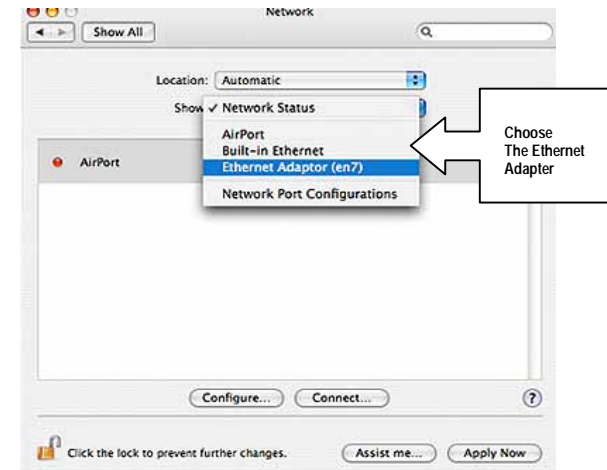 Network
Show All
Location: Automatic
Show ✓ Network Status
AirPort
Built-in Ethernet
Ethernet Adaptor (en7)
Network Port Configurations
AirPort
Choose
The Ethernet
Adapter
Configure... Connect... ?
Click the lock to prevent further changes. Assist me... Apply Now